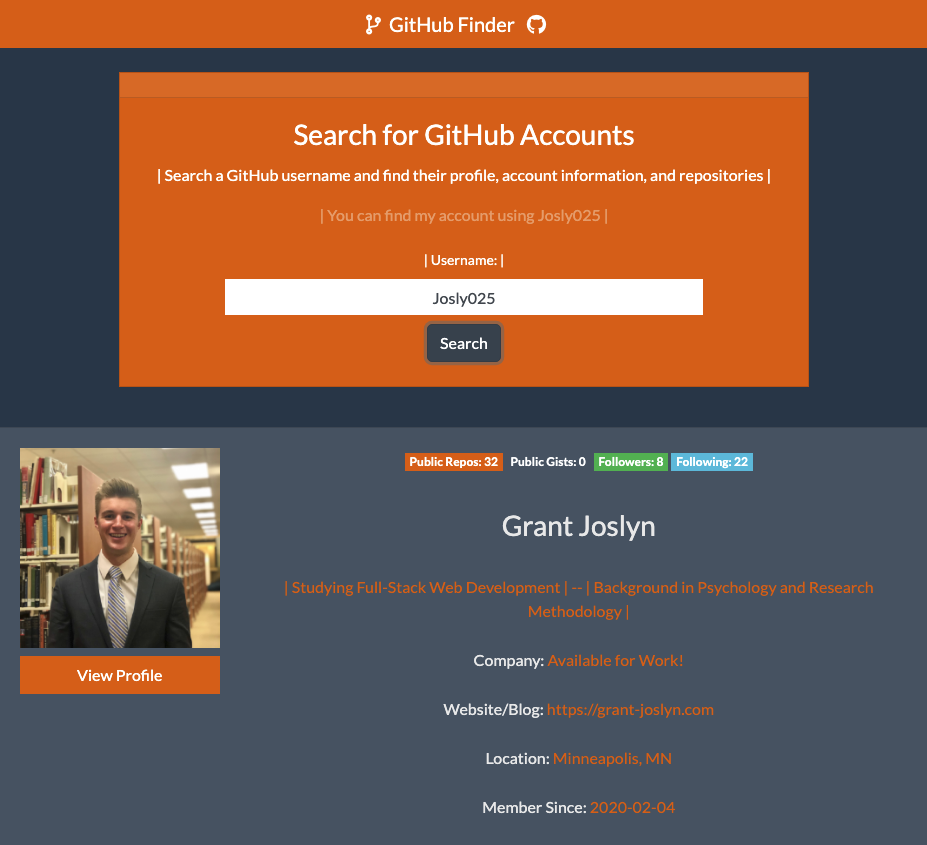 GitHub Finder
Search for GitHub Accounts
| Search a GitHub username and find their profile, account information, and repositories |
| You can find my account using Josly025 |
| Username: |
Josly025
Search
Public Repos: 32 Public Gists: 0 Followers: 8 Following: 22
Grant Joslyn
| Studying Full-Stack Web Development | -- | Background in Psychology and Research
Methodology |
View Profile
Company: Available for Work!
Website/Blog: https://grant-joslyn.com
Location: Minneapolis, MN
Member Since: 2020-02-04